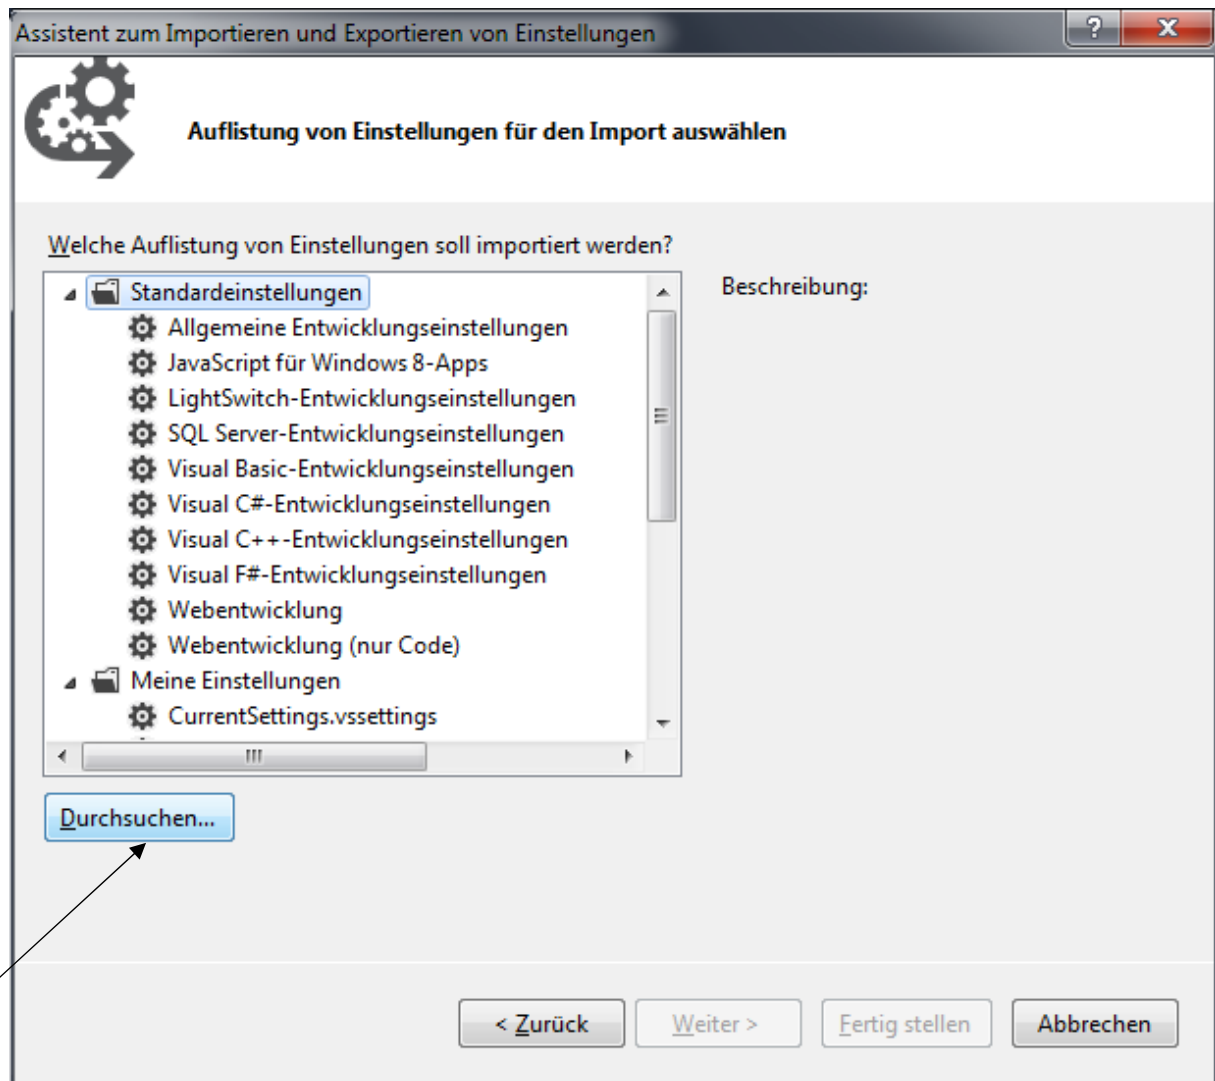 Assistent zum Importieren und Exportieren von Einstellungen
Auflistung von Einstellungen für den Import auswählen
Welche Auflistung von Einstellungen soll importiert werden?
Beschreibung:
Standardeinstellungen
Allgemeine Entwicklungseinstellungen
JavaScript für Windows 8-Apps
LightSwitch-Entwicklungseinstellungen
SQL Server-Entwicklungseinstellungen
Visual Basic-Entwicklungseinstellungen
Visual C#-Entwicklungseinstellungen
Visual C++-Entwicklungseinstellungen
Visual F#-Entwicklungseinstellungen
Webentwicklung
Webentwicklung (nur Code)
Meine Einstellungen
CurrentSettings.vssettings
Durchsuchen...
< Zurück
Weiter >
Fertig stellen
Abbrechen